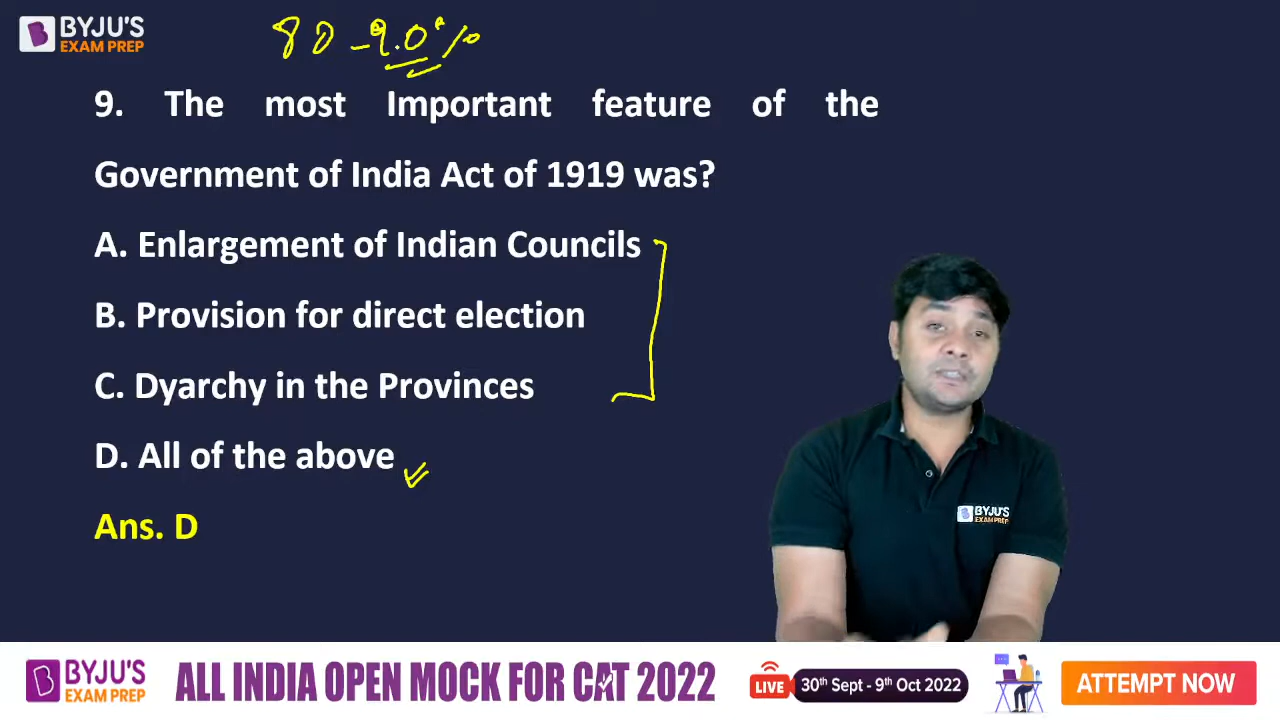 BYJU'S
EXAM PREP
80-90%
9. The most Important feature of the
Government of India Act of 1919 was?
A. Enlargement of Indian Councils
B. Provision for direct election
C. Dyarchy in the Provinces
D. All of the above
Ans. D
BYJU'S
EXAM PREP
BYJU'S
EXAM PREP
ALL INDIA OPEN MOCK FOR CAT 2022
LIVE
30th Sept - 9th Oct 2022
ATTEMPT NOW